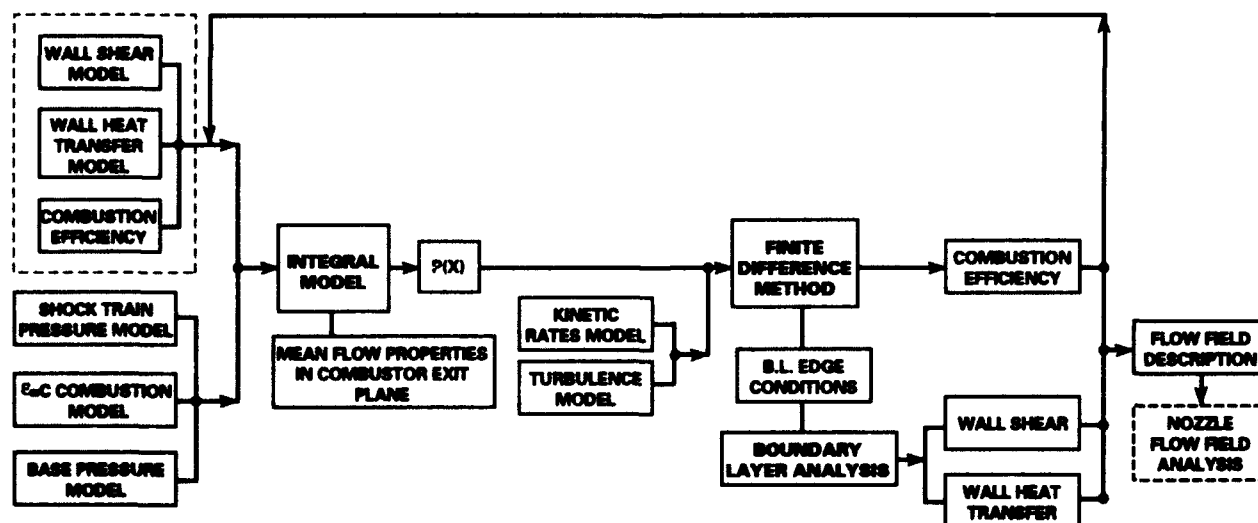 WALL SHEAR
MODEL
WALL HEAT
TRANSFER
MODEL
COMBUSTION
EFFICIENCY
SHOCK TRAIN
PRESSURE MODEL
COMBUSTION
MODEL
BASE PRESSURE
MODEL
INTEGRAL
MODEL
P(X)
MEAN FLOW PROPERTIES
IN COMBUSTOR EXIT
PLANE
KINETIC
RATES MODEL
TURBULENCE
MODEL
FINITE
DIFFERENCE
METHOD
B.L. EDGE
CONDITIONS
BOUNDARY
LAYER ANALYSIS
COMBUSTION
EFFICIENCY
WALL SHEAR
WALL HEAT
TRANSFER
FLOW FIELD
DESCRIPTION
NOZZLE
FLOW FIELD
ANALYSIS